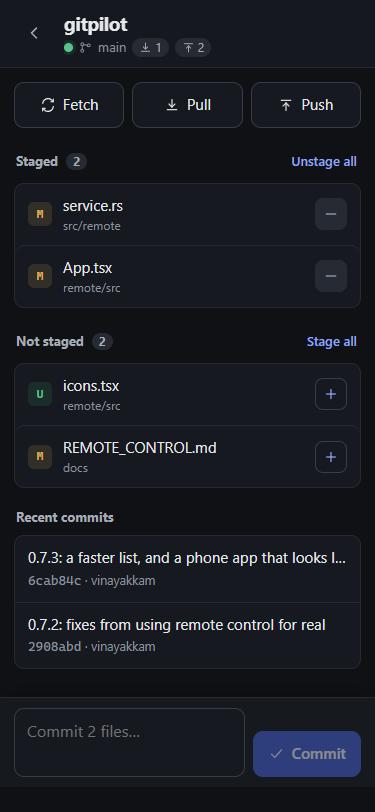 gitpilot
main 1 2
Fetch Pull Push
Staged 2 Unstage all
M service.rs
src/remote
M App.tsx
remote/src
Not staged 2 Stage all
U icons.tsx
remote/src
M REMOTE_CONTROL.md
docs
Recent commits
0.7.3: a faster list, and a phone app that looks l...
6cab84c · vinayakkam
0.7.2: fixes from using remote control for real
2908abd · vinayakkam
Commit 2 files...
Commit